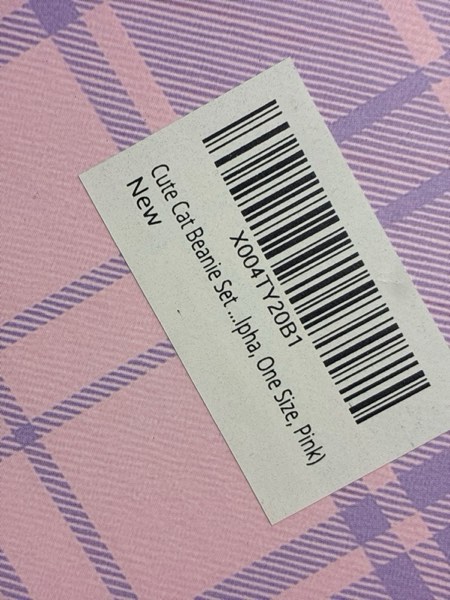 X004TY20B1
Cute Cat Beanie Set ...lpha, One Size, Pink)
New